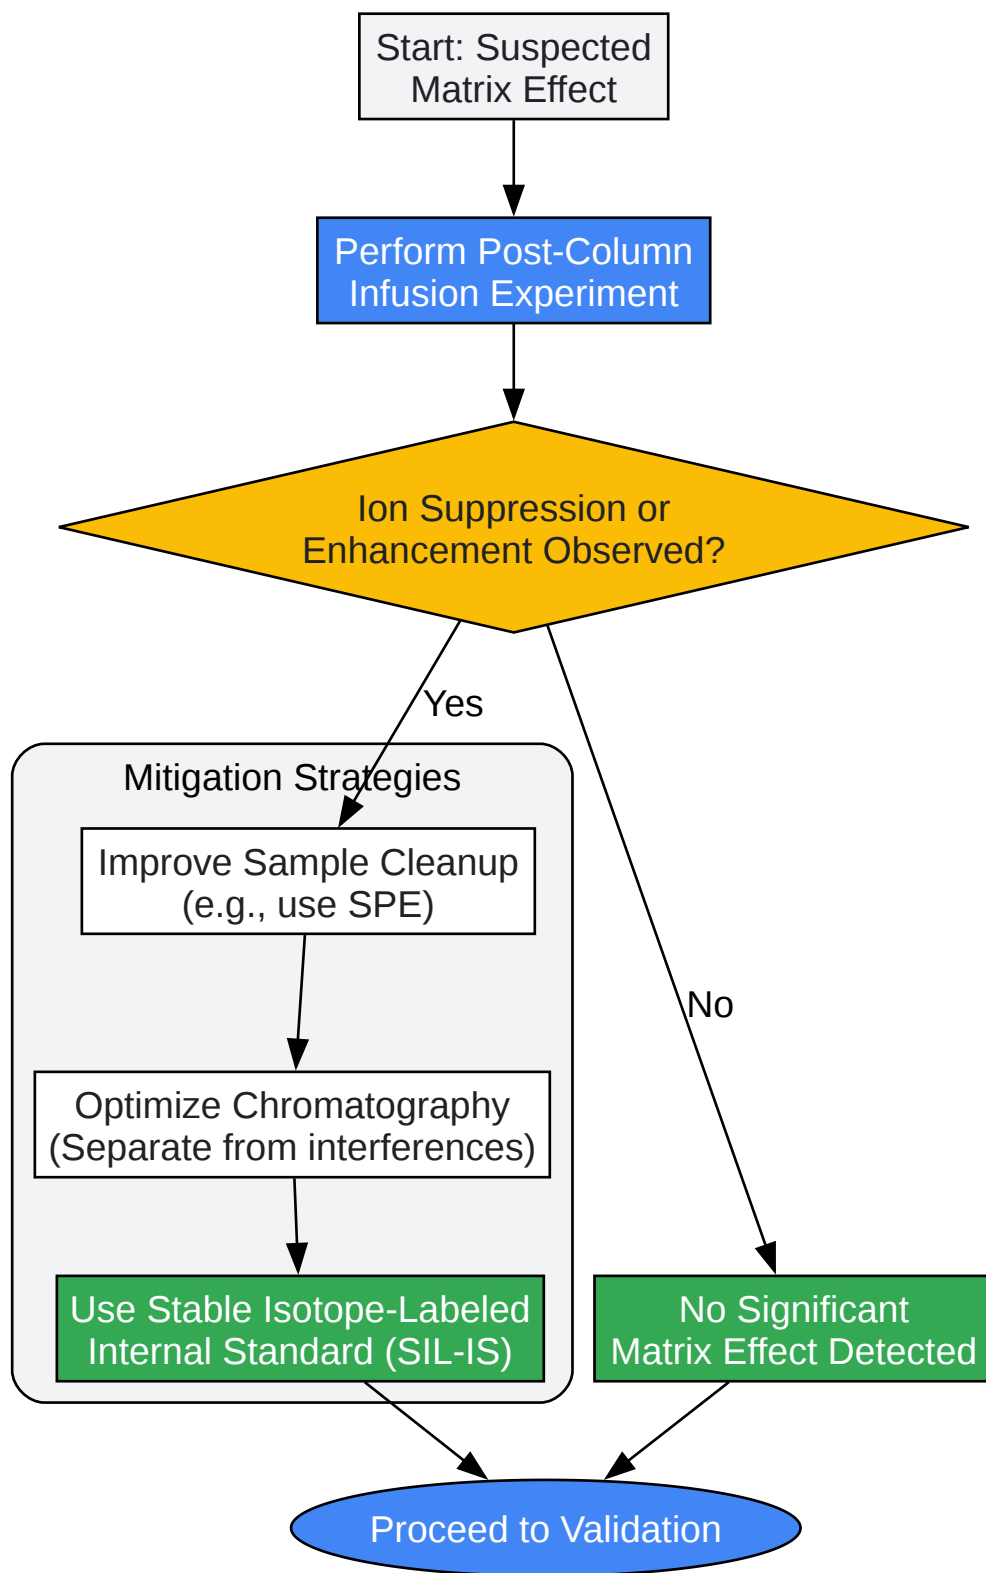 Start: Suspected
Matrix Effect
Perform Post-Column
Infusion Experiment
Ion Suppression or
Enhancement Observed?
Yes
Mitigation Strategies
Improve Sample Cleanup
(e.g., use SPE)
No
Optimize Chromatography
(Separate from interferences)
Use Stable Isotope-Labeled
Internal Standard (SIL-IS)
No Significant
Matrix Effect Detected
Proceed to Validation